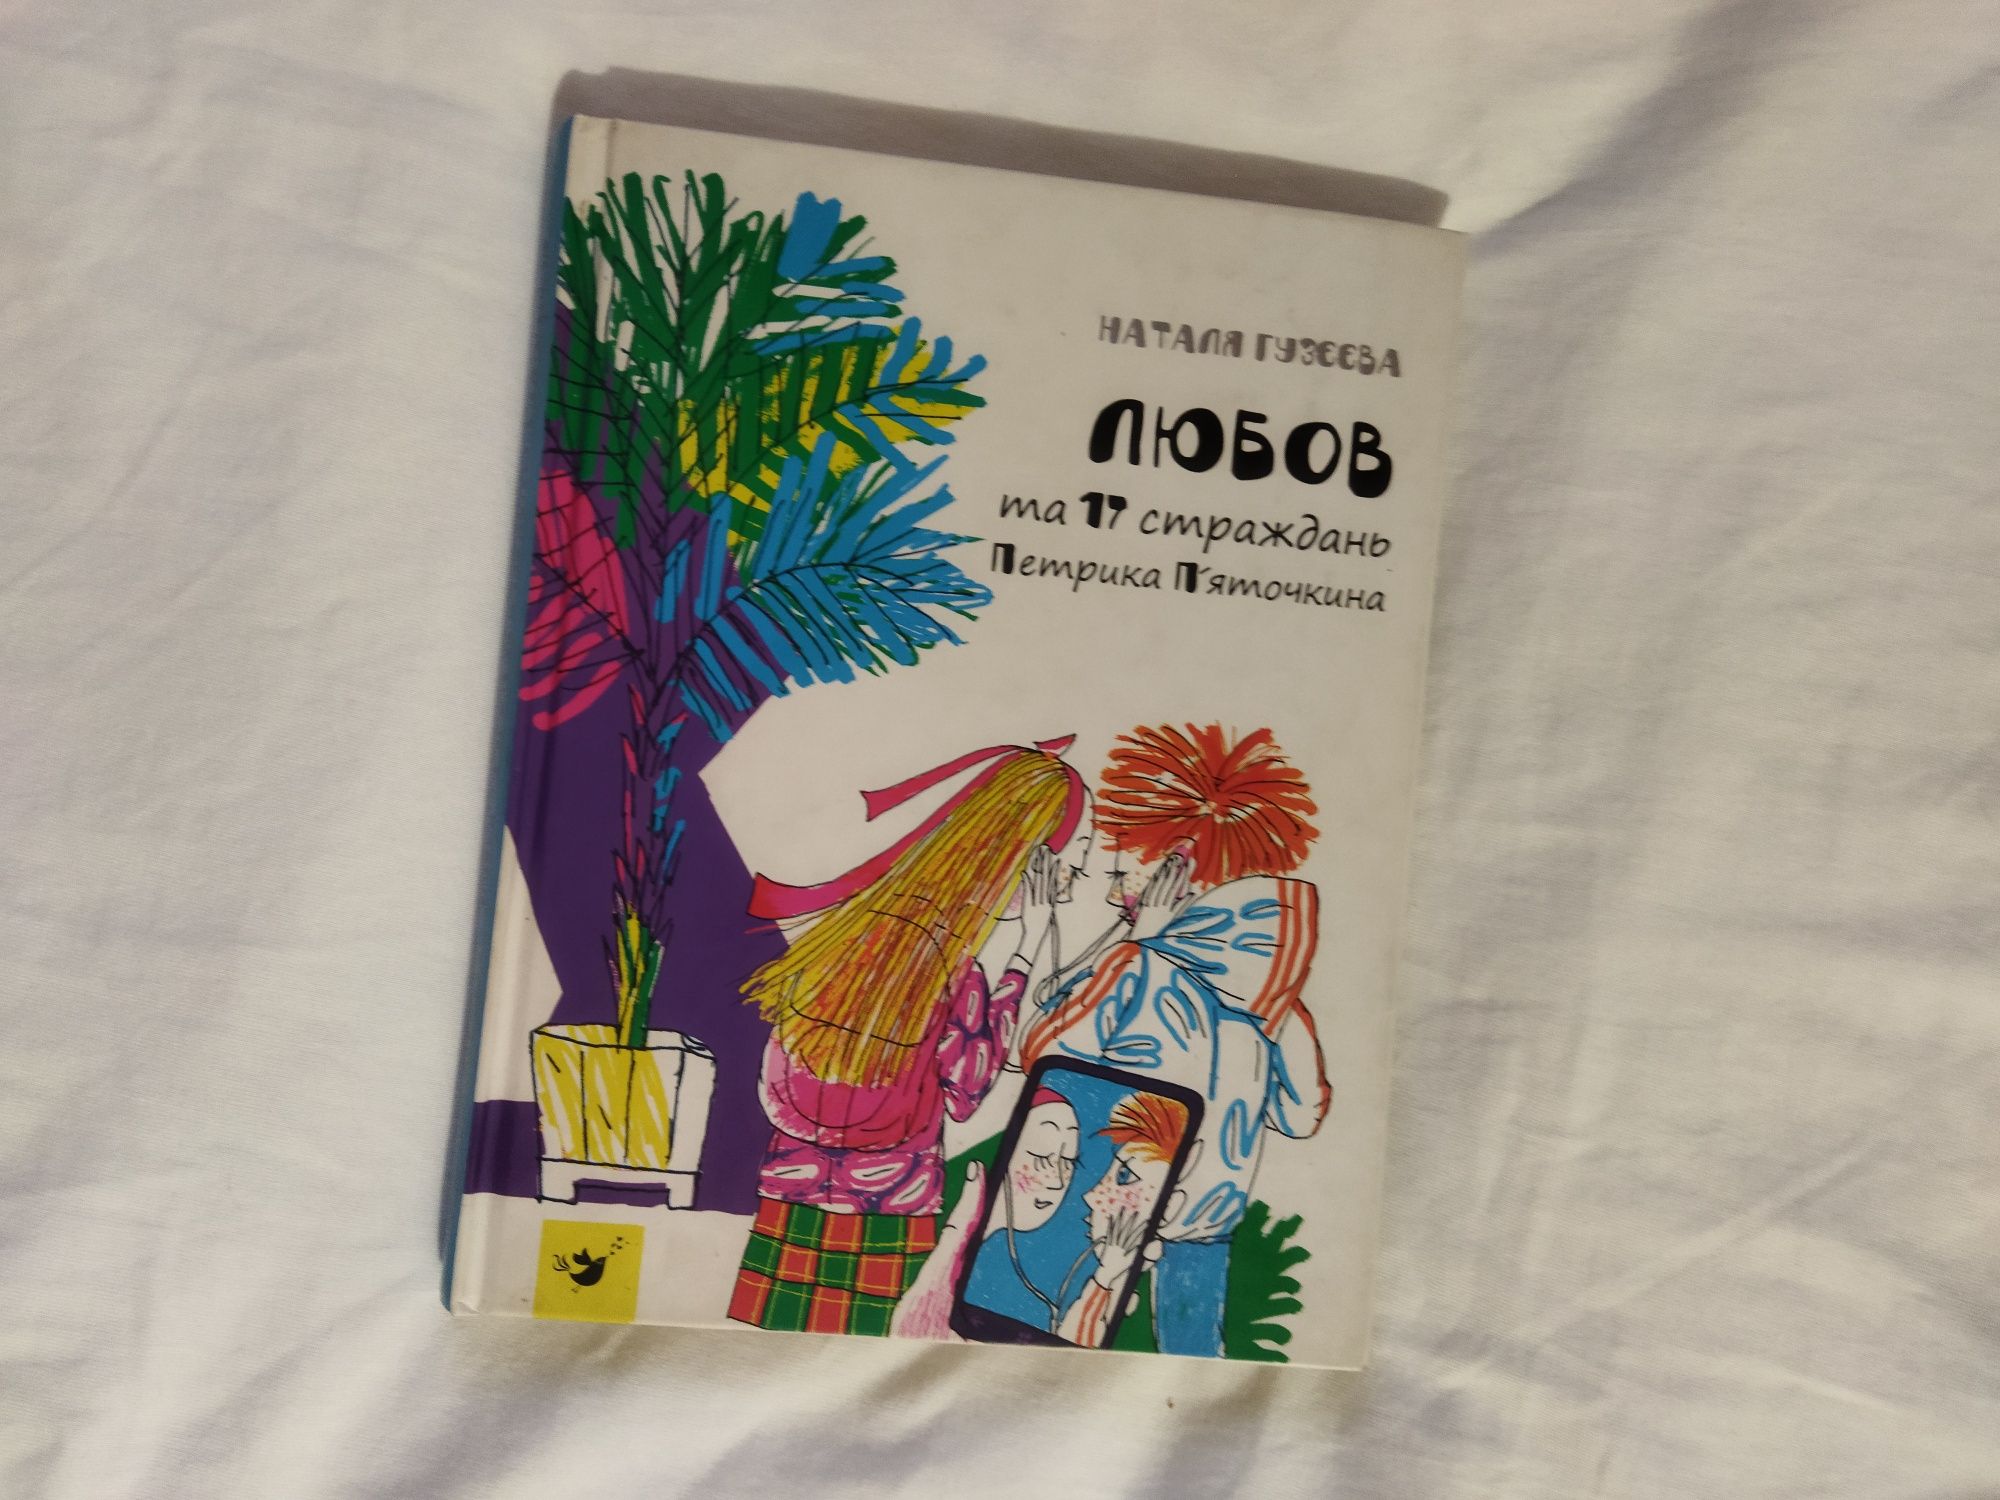 НАТАЛЯ ГУЗЄЄВА
ЛЮБОВ
та 17 страждань
Петрика П'яточкина